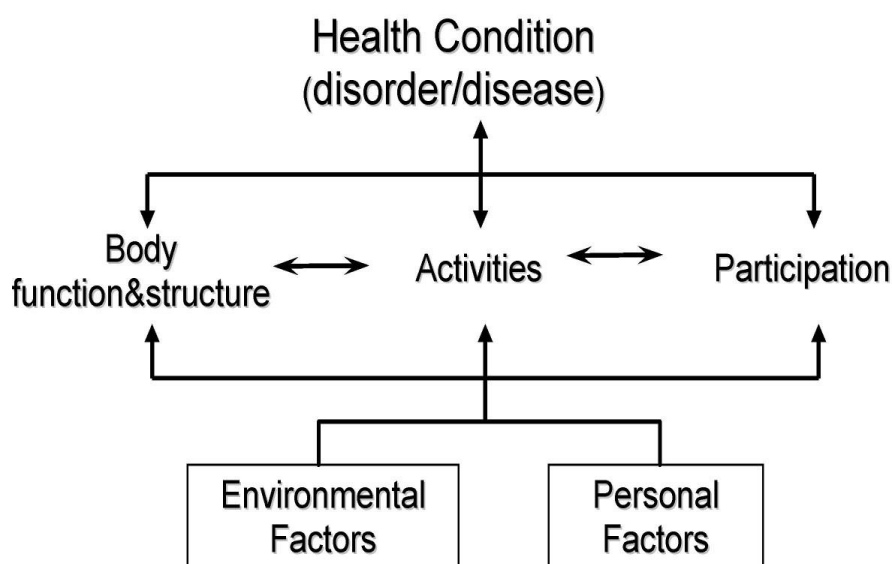 Health Condition
(disorder/disease)
Body
function&structure
Activities
Participation
Environmental
Factors
Personal
Factors